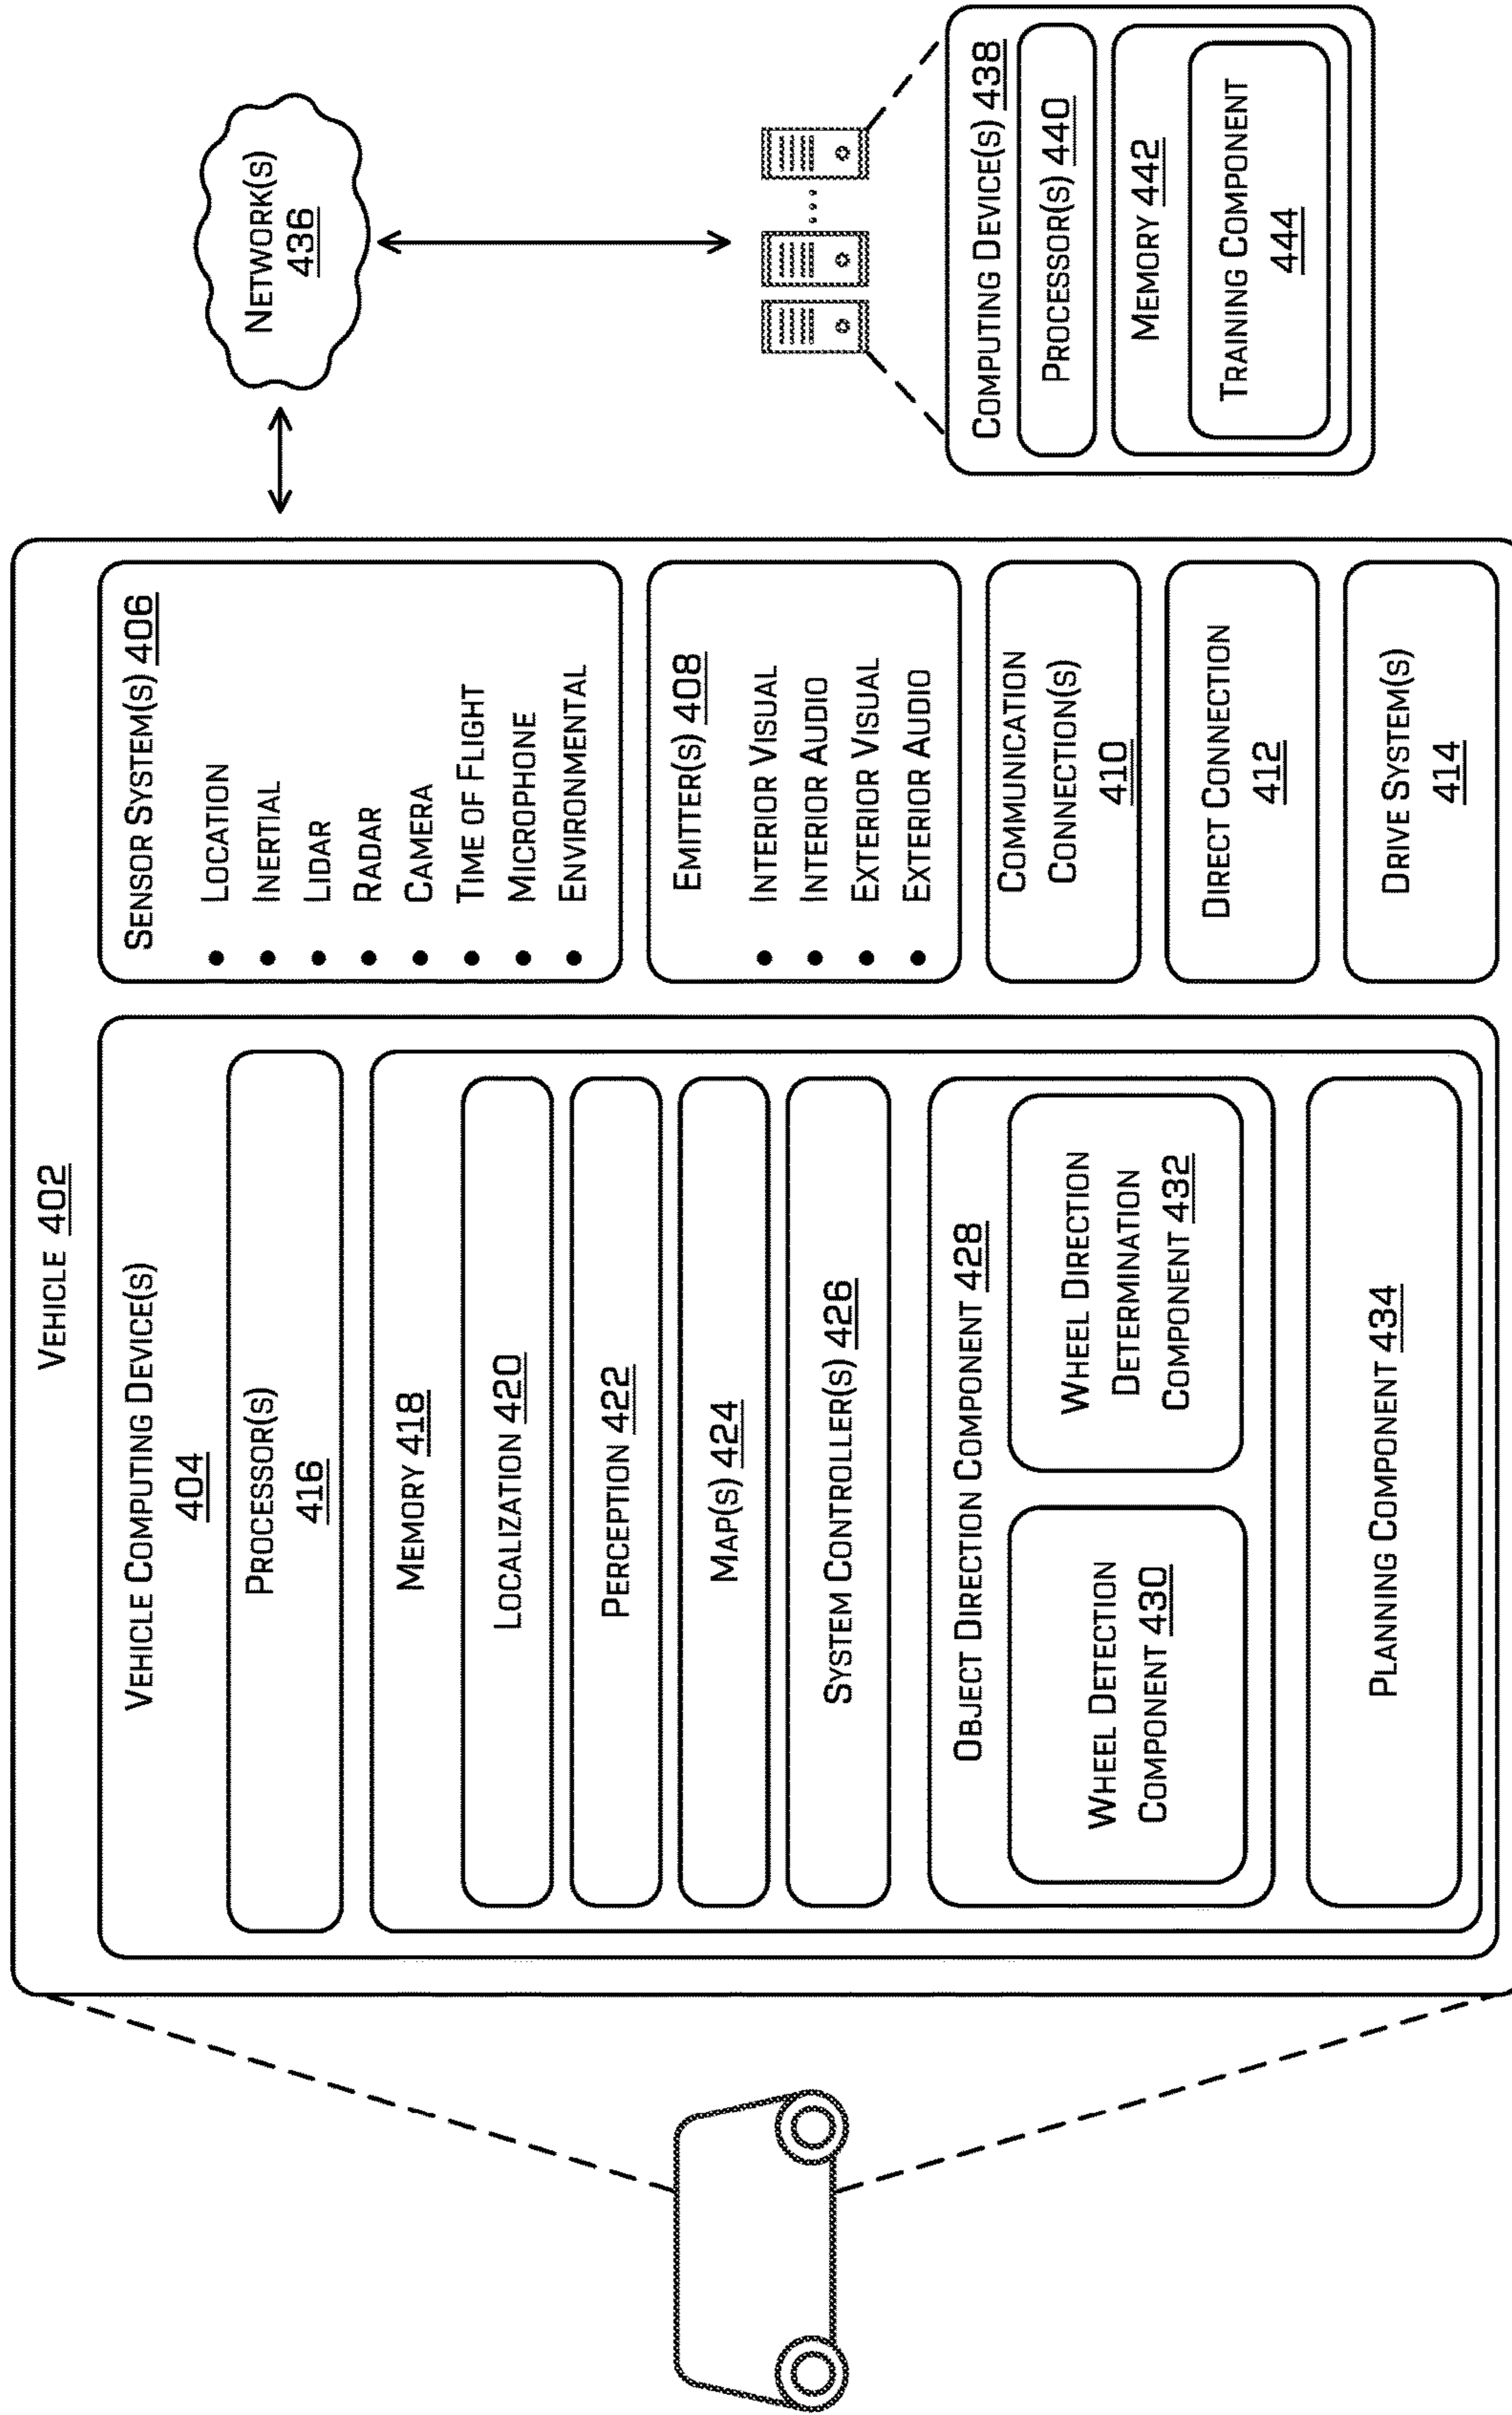 VEHICLE 402
VEHICLE COMPUTING DEVICE(S)
404
PROCESSOR(S)
416
MEMORY 418
LOCALIZATION 420
PERCEPTION 422
MAP(S) 424
SYSTEM CONTROLLER(S) 426
OBJECT DIRECTION COMPONENT 428
WHEEL DETECTION
COMPONENT 430
WHEEL DIRECTION
DETERMINATION
COMPONENT 432
PLANNING COMPONENT 434
SENSOR SYSTEM(S) 406
• LOCATION
• INERTIAL
• LIDAR
• RADAR
• CAMERA
• TIME OF FLIGHT
• MICROPHONE
• ENVIRONMENTAL
EMITTER(S) 408
• INTERIOR VISUAL
• INTERIOR AUDIO
• EXTERIOR VISUAL
• EXTERIOR AUDIO
COMMUNICATION
CONNECTION(S)
410
DIRECT CONNECTION
412
DRIVE SYSTEM(S)
414
NETWORK(S)
436
COMPUTING DEVICE(S) 438
PROCESSOR(S) 440
MEMORY 442
TRAINING COMPONENT
444